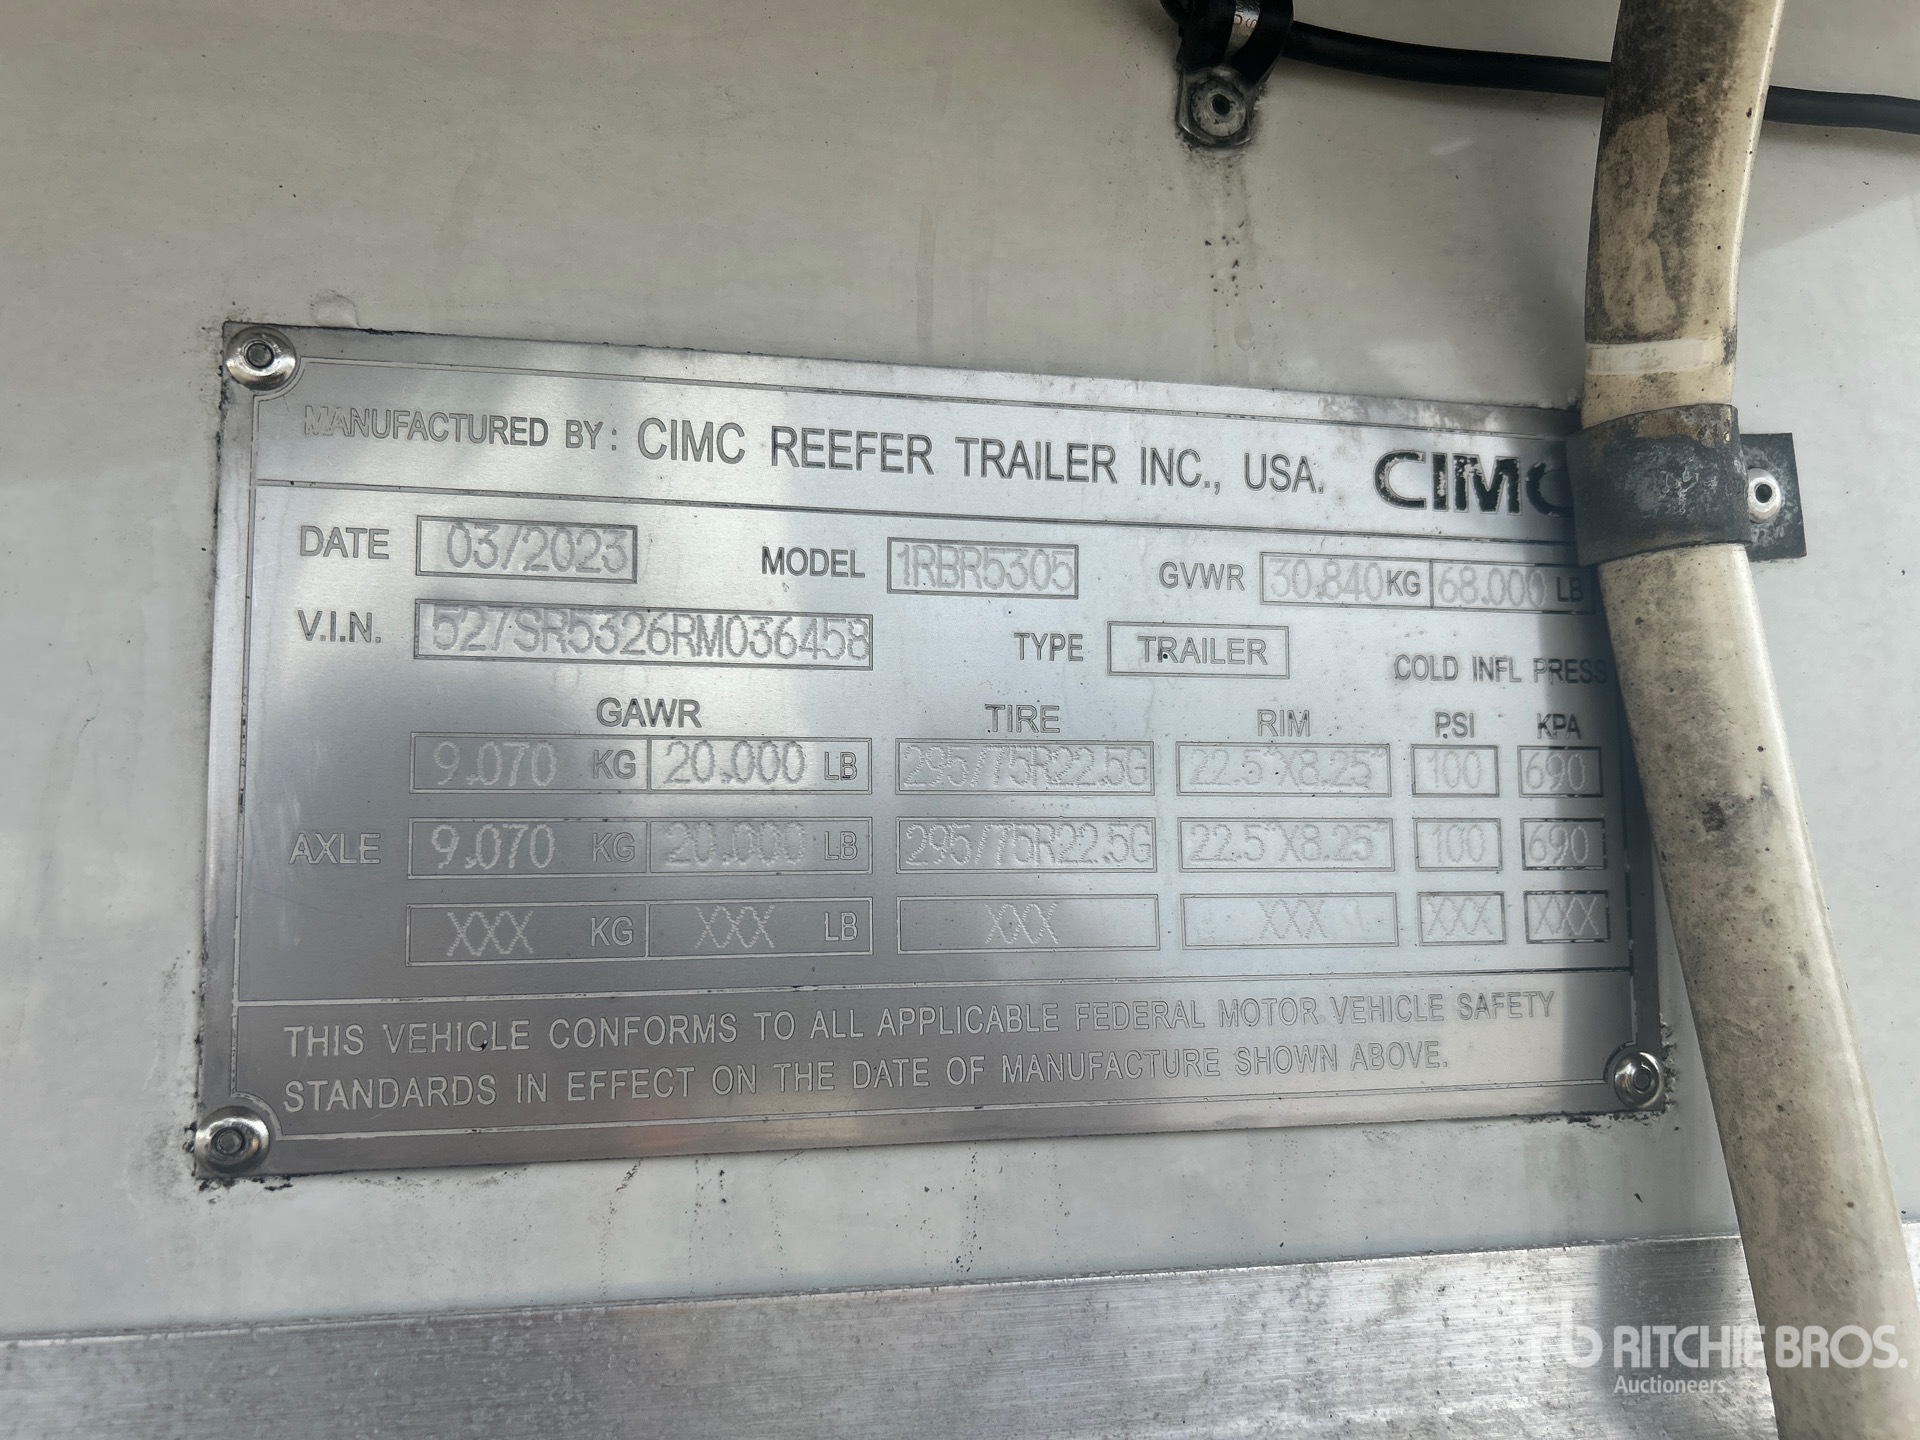 MANUFACTURED BY: CIMC REEFER TRAILER INC., USA. CIMC
DATE 03/2023 MODEL 1RBR5305 GVWR 30.840 KG 68.000 LB
V.I.N. 527SR5326RM036458 TYPE TRAILER COLD INFL PRESS
GAWR TIRE RIM PSI KPA
9.070 KG 20.000 LB 295/75R22.5G 22.5"X8.25" 100 690
AXLE 9.070 KG 20.000 LB 295/75R22.5G 22.5"X8.25" 100 690
XXX KG XXX LB XXX XXX XXX XXX
THIS VEHICLE CONFORMS TO ALL APPLICABLE FEDERAL MOTOR VEHICLE SAFETY
STANDARDS IN EFFECT ON THE DATE OF MANUFACTURE SHOWN ABOVE.
rb RITCHIE BROS.
Auctioneers